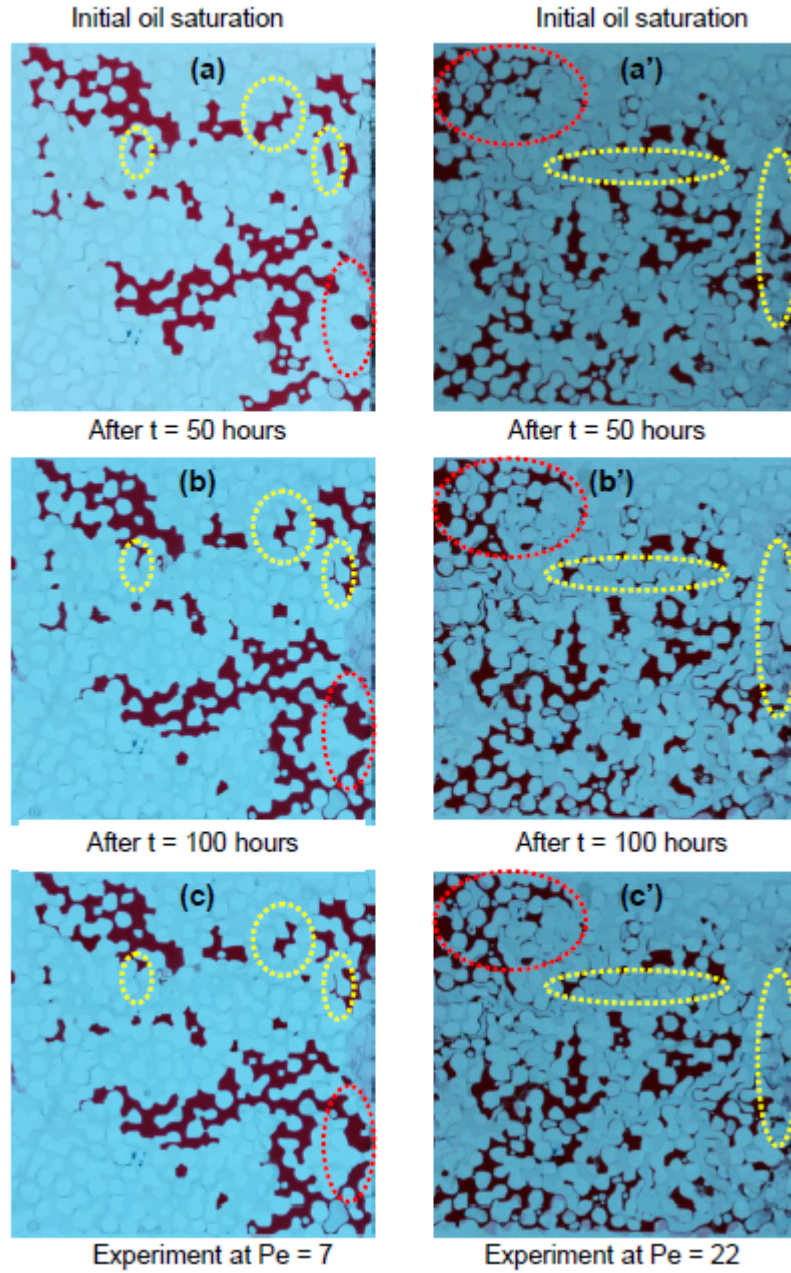 Initial oil saturation
Initial oil saturation
(a)
(a')
After t = 50 hours
After t = 50 hours
(b)
(b')
After t = 100 hours
After t = 100 hours
(c)
(c')
Experiment at Pe = 7
Experiment at Pe = 22